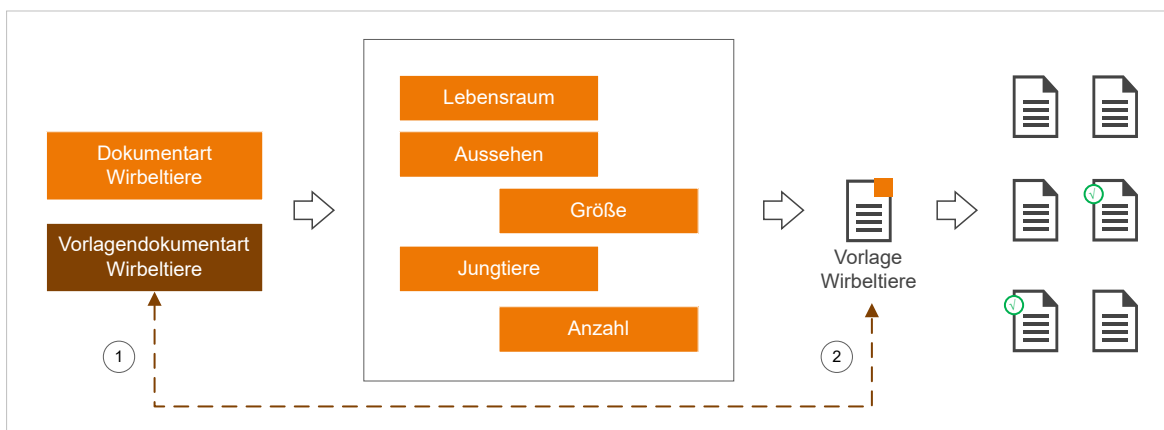 Dokumentart
Wirbeltiere
Vorlagendokumentart
Wirbeltiere
Lebensraum
Aussehen
Größe
Jungtiere
Anzahl
Vorlage
Wirbeltiere
√
√
1
2